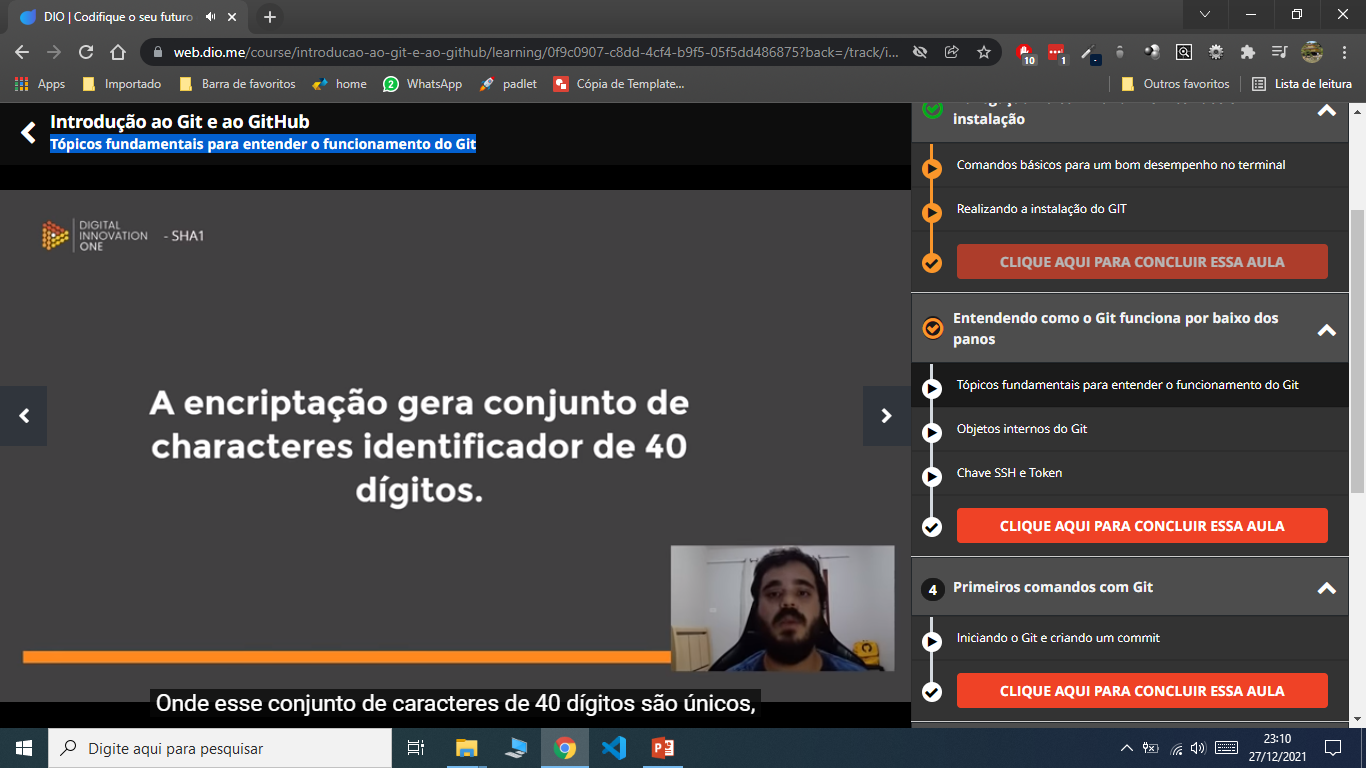 DIO | Codifique o seu futuro
web.dio.me/course/introducao-ao-git-e-ao-github/learning/0f9c0907-c8dd-4cf4-b9f5-05f5dd486875?back=/track/i...
10
1
-
Apps
Importado
Barra de favoritos
home
2
WhatsApp
padlet
Cópia de Template...
Outros favoritos
Lista de leitura
Introdução ao Git e ao GitHub
Tópicos fundamentais para entender o funcionamento do Git
DIGITAL
INNOVATION
ONE
- SHA1
A encriptação gera conjunto de
characteres identificador de 40
dígitos.
Onde esse conjunto de caracteres de 40 dígitos são únicos,
instalação
Comandos básicos para um bom desempenho no terminal
Realizando a instalação do GIT
CLIQUE AQUI PARA CONCLUIR ESSA AULA
Entendendo como o Git funciona por baixo dos
panos
Tópicos fundamentais para entender o funcionamento do Git
Objetos internos do Git
Chave SSH e Token
CLIQUE AQUI PARA CONCLUIR ESSA AULA
4
Primeiros comandos com Git
Iniciando o Git e criando um commit
CLIQUE AQUI PARA CONCLUIR ESSA AULA
Digite aqui para pesquisar
23:10
27/12/2021